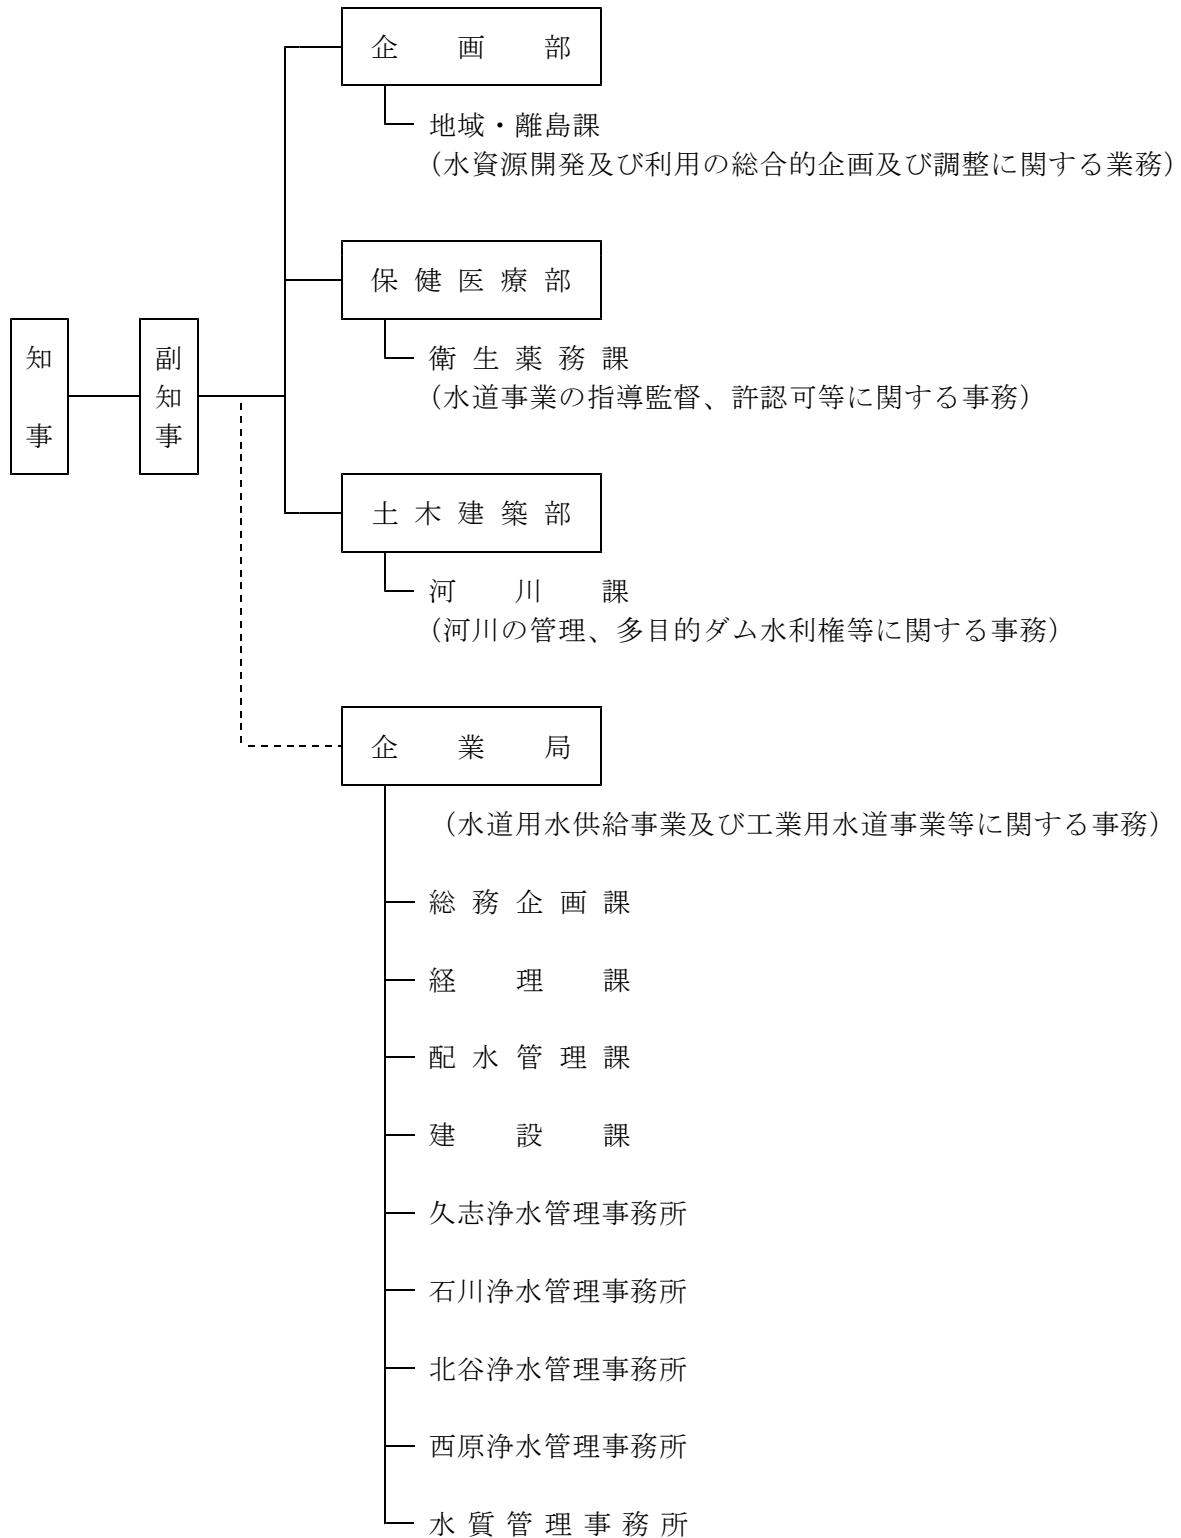 企画部
地域・離島課
（水資源開発及び利用の総合的企画及び調整に関する業務）
保健医療部
衛生薬務課
（水道事業の指導監督、許認可等に関する事務）
知事
副知事
土木建築部
河川課
（河川の管理、多目的ダム水利権等に関する事務）
企業局
（水道用水供給事業及び工業用水道事業等に関する事務）
総務企画課
経理課
配水管理課
建設課
久志浄水管理事務所
石川浄水管理事務所
北谷浄水管理事務所
西原浄水管理事務所
水質管理事務所